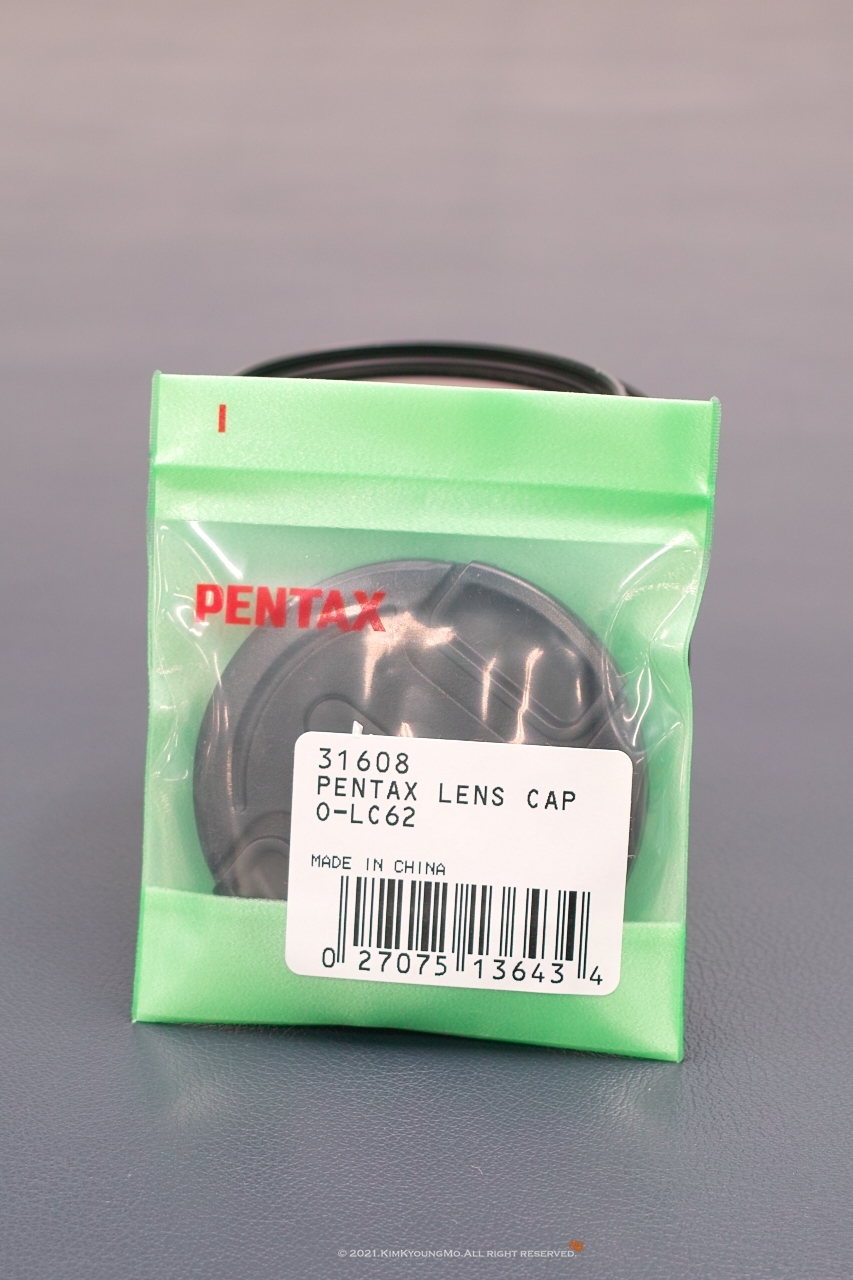 I
PENTAX
31608
PENTAX LENS CAP
O-LC62
MADE IN CHINA
0 27075 13643 4
© 2021.KimKyoungMo.All right reserved.